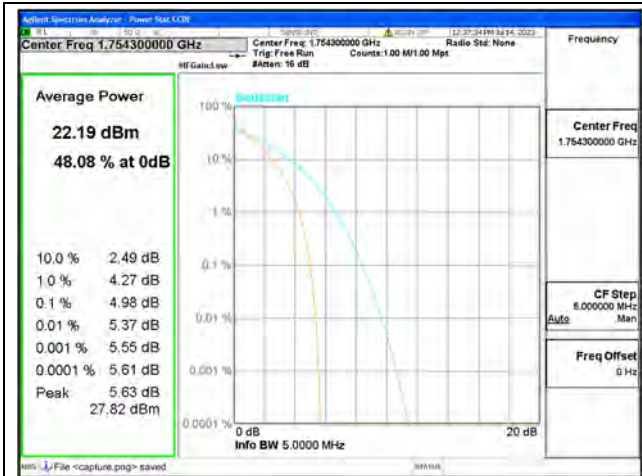 Agilent Spectrum Analyzer - Power Stat CCDF
Center Freq 1.754300000 GHz
Center Freq: 1.754300000 GHz
Radio Std: None
12:37:34 PM Jul 14, 2023
Trig: Free Run
Counts:1.00 M/1.00 Mpt
#IFGain:Low
#Atten: 16 dB
Frequency
Average Power
22.19 dBm
48.08 % at 0dB
10.0 % 2.49 dB
1.0 % 4.27 dB
0.1 % 4.98 dB
0.01 % 5.37 dB
0.001 % 5.55 dB
0.0001 % 5.61 dB
Peak 5.63 dB
27.82 dBm
Gaussian
100 %
10 %
1 %
0.1 %
0.01 %
0.001 %
0.0001 %
0 dB
20 dB
Info BW 5.0000 MHz
Center Freq
1.754300000 GHz
CF Step
5.000000 MHz
Auto Man
Freq Offset
0 Hz
MSG
File <capture.png> saved
STATUS